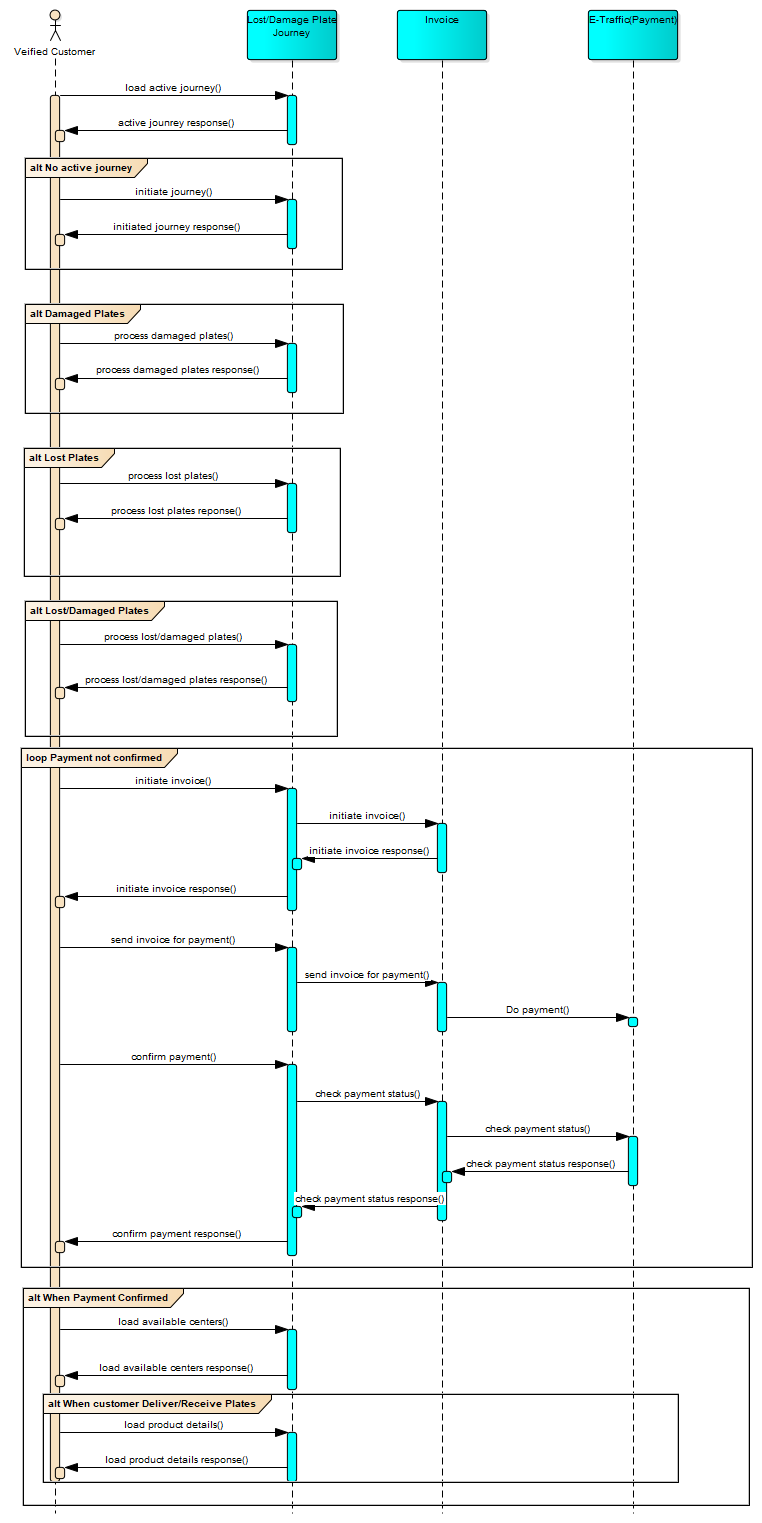 Lost/Damage Plate
Journey
Invoice
E-Traffic(Payment)
Veified Customer
load active journey()
active jounrey response()
alt No active journey
initiate journey()
initiated journey response()
alt Damaged Plates
process damaged plates()
process damaged plates response()
alt Lost Plates
process lost plates()
process lost plates reponse()
alt Lost/Damaged Plates
process lost/damaged plates()
process lost/damaged plates response()
loop Payment not confirmed
initiate invoice()
initiate invoice()
initiate invoice response()
initiate invoice response()
send invoice for payment()
send invoice for payment()
Do payment()
confirm payment()
check payment status()
check payment status()
check payment status response()
check payment status response()
confirm payment response()
alt When Payment Confirmed
load available centers()
load available centers response()
alt When customer Deliver/Receive Plates
load product details()
load product details response()